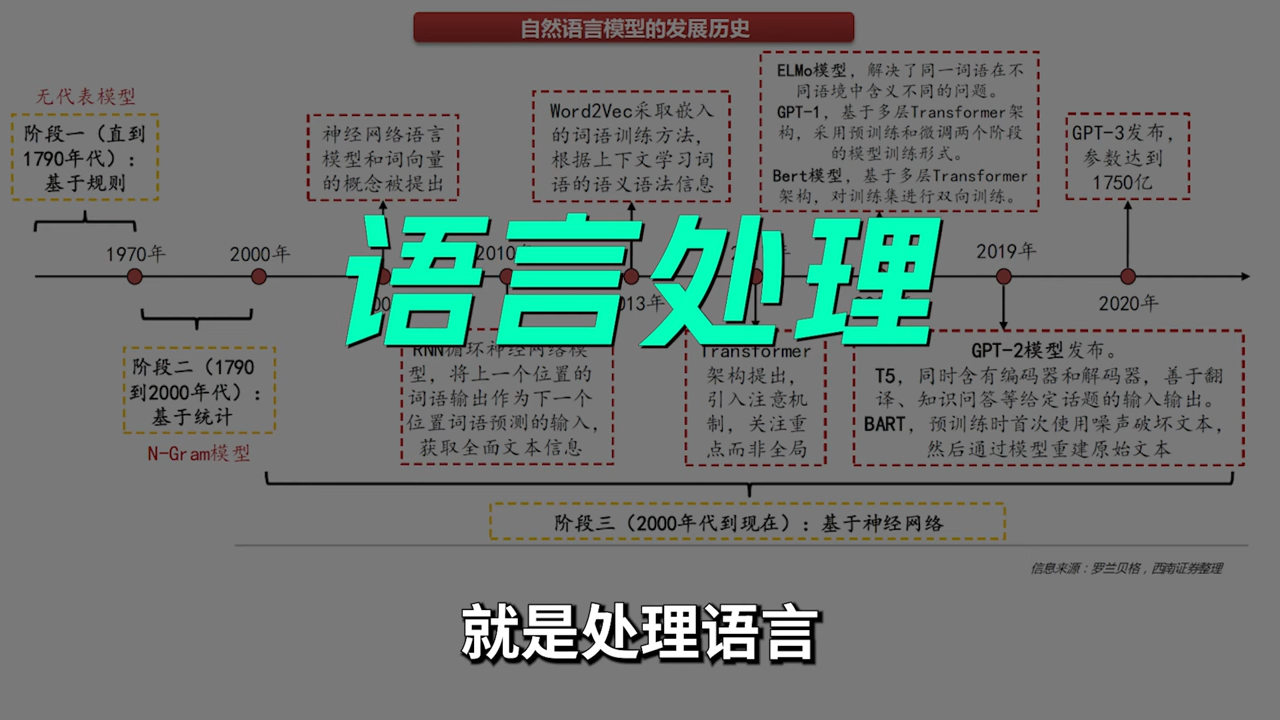 自然语言模型的发展历史
无代表模型
阶段一（直到
1790年代）：
基于规则
神经网络语言
模型和词向量
的概念被提出
Word2Vec采取嵌入
的词语训练方法，
根据上下文学习词
语的语义语法信息
ELMo模型，解决了同一词语在不
同语境中含义不同的问题。
GPT-1，基于多层Transformer架
构，采用预训练和微调两个阶段
的模型训练形式。
Bert模型，基于多层Transformer
架构，对训练集进行双向训练。
GPT-3发布，
参数达到
1750亿
1970年
2000年
2010年
2019年
2020年
语言处理
阶段二（1790
到2000年代）：
基于统计
N-Gram模型
RNN循环神经网络模
型，将上一个位置的
词语输出作为下一个
位置词语预测的输入，
获取全面文本信息
Transformer
架构提出，
引入注意机
制，关注重
点而非全局
GPT-2模型发布。
T5，同时含有编码器和解码器，善于翻
译、知识问答等给定话题的输入输出。
BART，预训练时首次使用噪声破坏文本，
然后通过模型重建原始文本
阶段三（2000年代到现在）：基于神经网络
信息来源：罗兰贝格，西南证券整理
就是处理语言